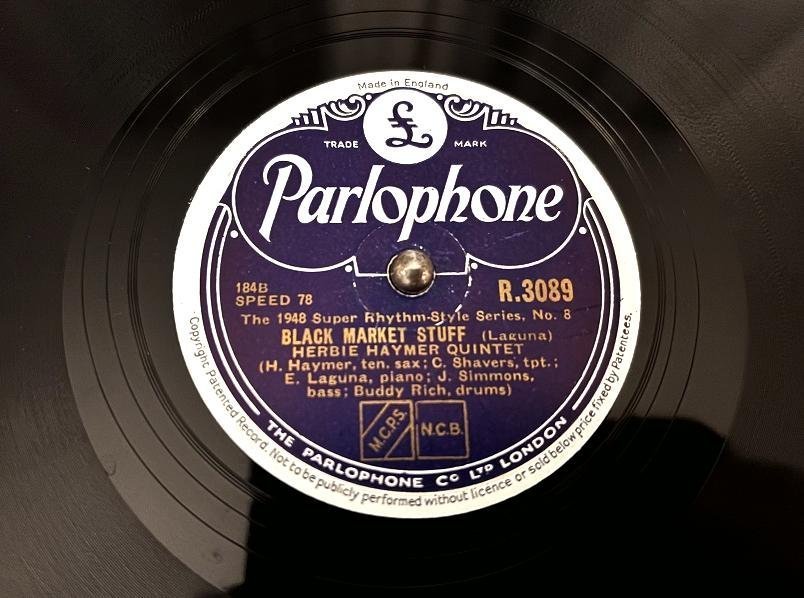 Made in England
£
TRADE MARK
Parlophone
184B
SPEED 78
R.3089
The 1948 Super Rhythm-Style Series, No. 8
BLACK MARKET STUFF (Laguna)
HERBIE HAYMER QUINTET
(H. Haymer, ten. sax; C. Shavers, tpt.;
E. Laguna, piano; J. Simmons,
bass; Buddy Rich, drums)
M.C.P.S.
N.C.B.
THE PARLOPHONE Co LTD LONDON
Copyright Patented Record. Not to be publicly performed without licence or sold below price fixed by Patentees.